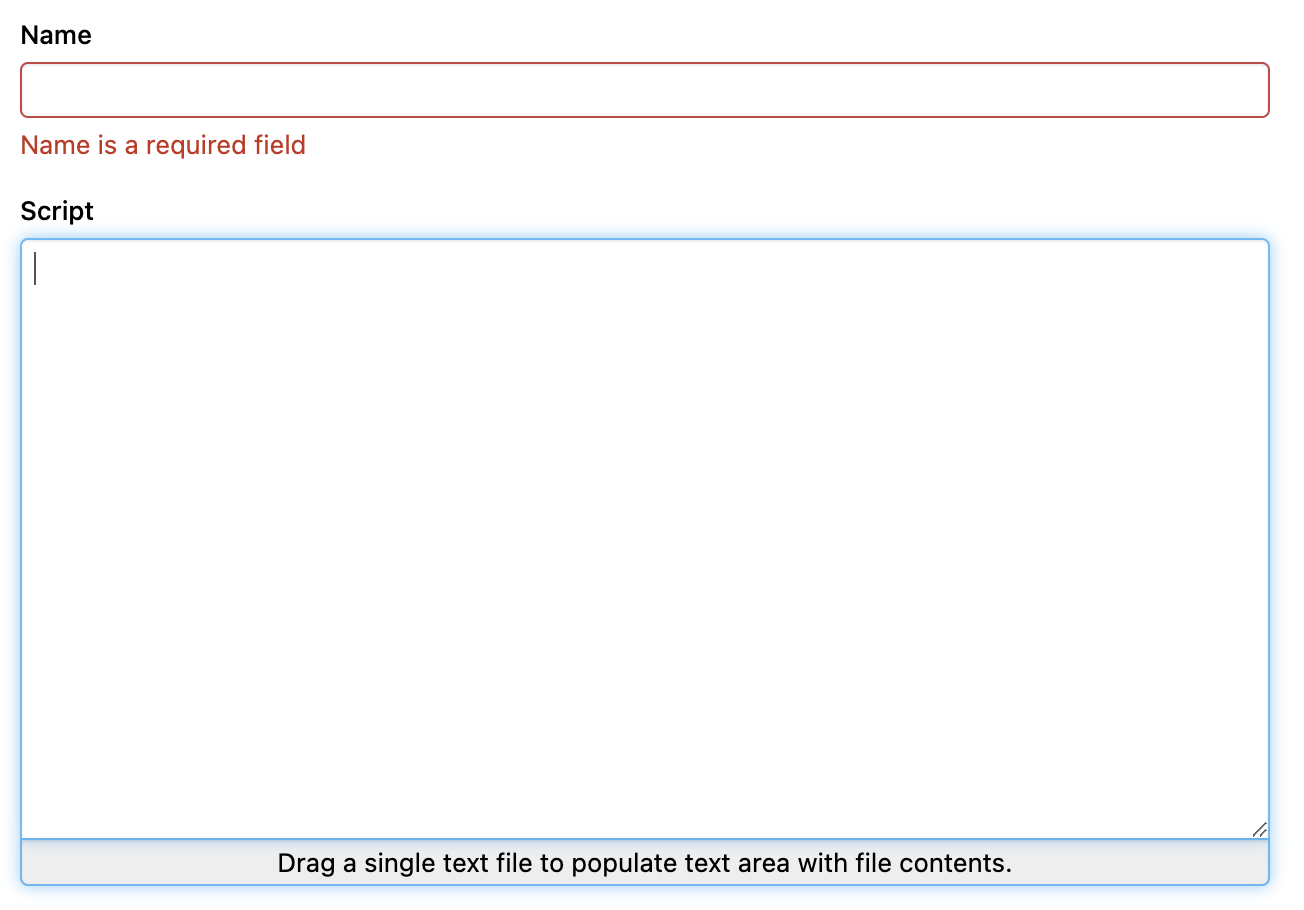 Name
Name is a required field
Script
Drag a single text file to populate text area with file contents.